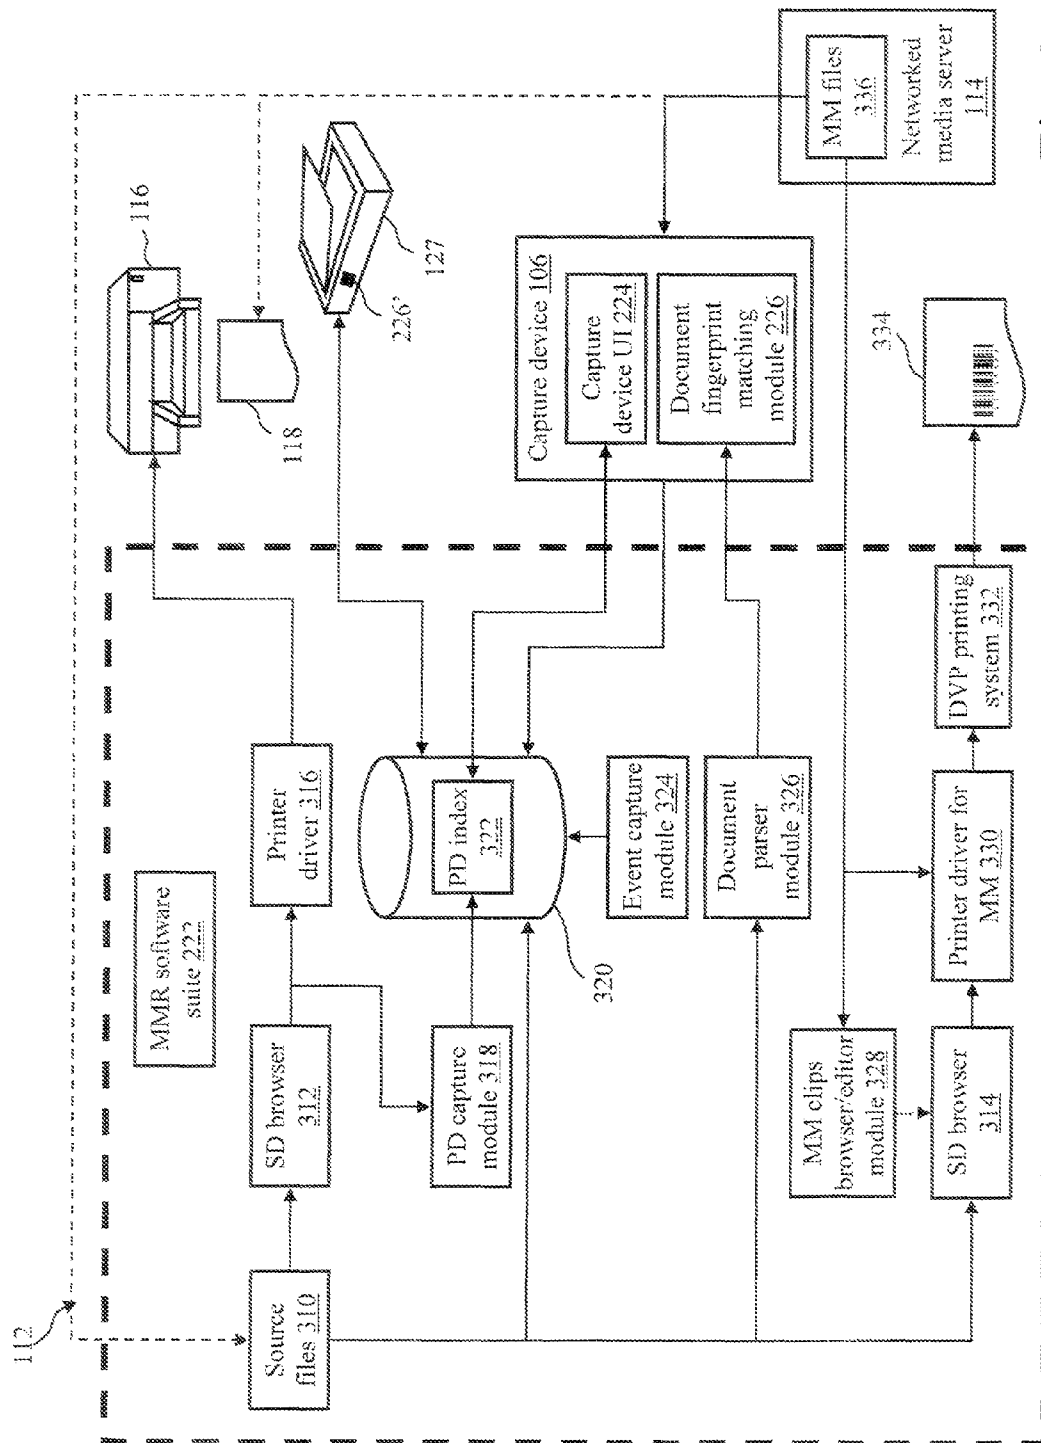 112
MMR software
suite 222
Source
files 310
SD browser
312
Printer
driver 316
116
118
PD capture
module 318
PD index
322
320
127
226'
Event capture
module 324
Document
parser
module 326
Capture device 106
Capture
device UI 224
Document
fingerprint
matching
module 226
MM clips
browser/editor
module 328
SD browser
314
Printer driver for
MM 330
DVP printing
system 332
334
MM files
336
Networked
media server
114